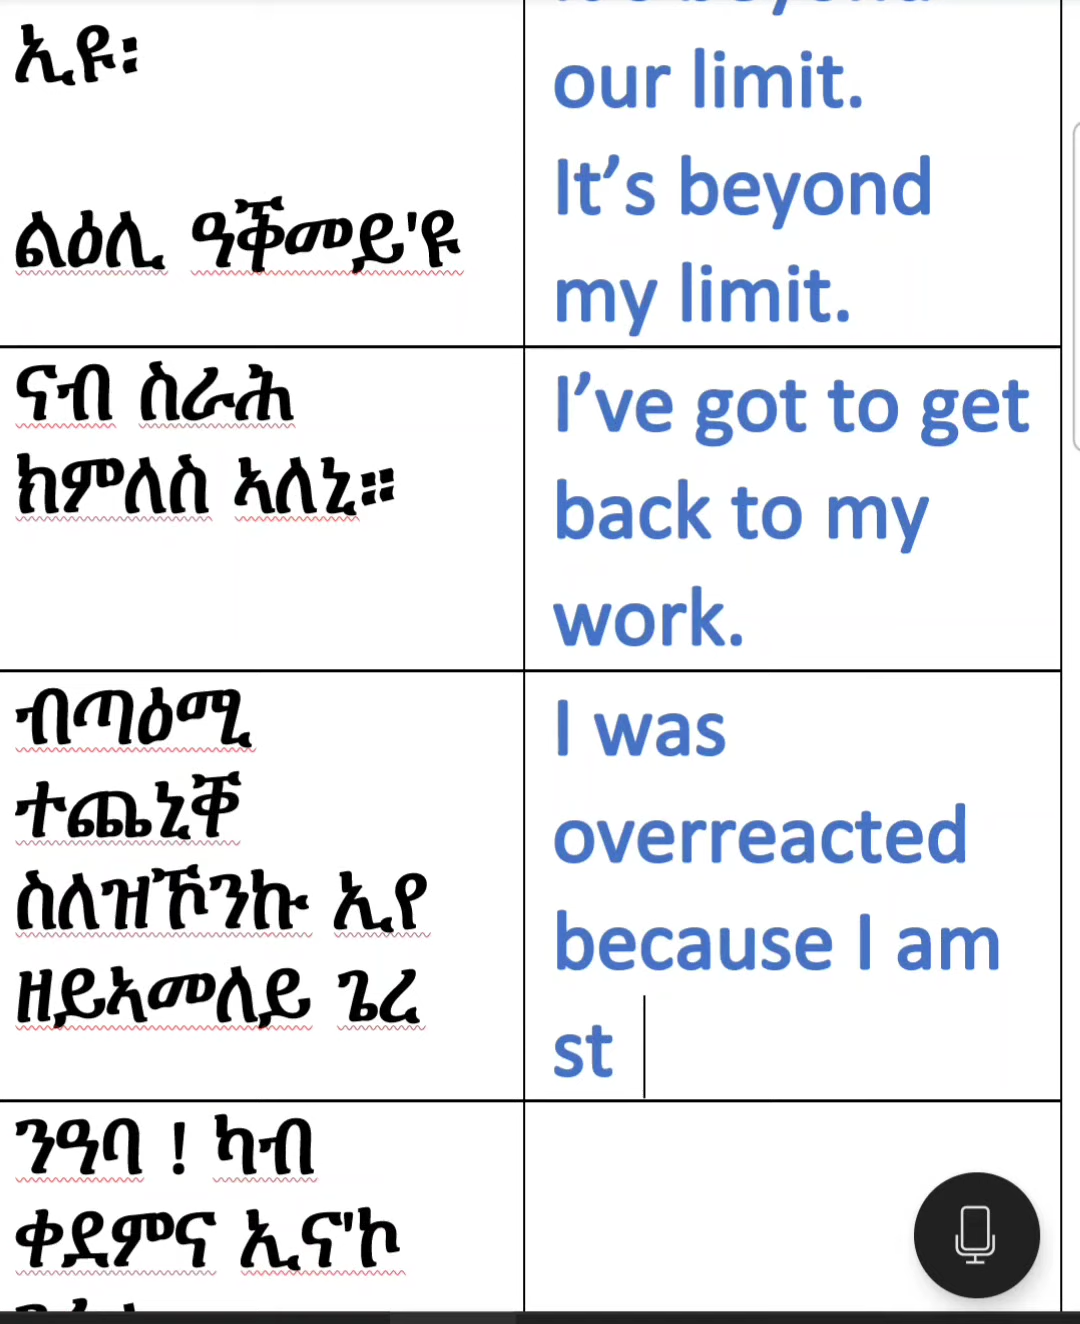 ኢዩ፡
ልዕሊ ዓቕመይ'ዩ
our limit.
It's beyond
my limit.
ናብ ስራሕ
ክምለስ ኣለኒ።
I've got to get
back to my
work.
ብጣዕሚ
ተጨኒቐ
ስለዝኾንኩ ኢየ
ዘይኣመለይ ጌረ
I was
overreacted
because I am
st
ንዓባ ! ካብ
ቀደምና ኢና'ኮ